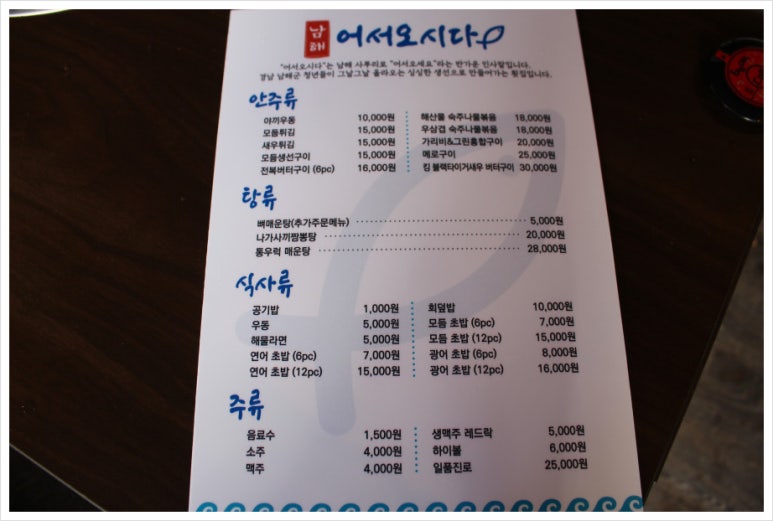 남해 어서오시다
"어서오시다"는 남해 사투리로 "어서오세요"라는 반가운 인사말입니다.
경남 남해군 청년들이 그날그날 올라오는 싱싱한 생선으로 만들어가는 횟집입니다.
안주류
야끼우동 10,000원 해산물 숙주나물볶음 18,000원
모듬튀김 15,000원 우삼겹 숙주나물볶음 18,000원
새우튀김 15,000원 가리비&그린홍합구이 20,000원
모듬생선구이 15,000원 메로구이 25,000원
전복버터구이 (6pc) 16,000원 킹 블랙타이거새우 버터구이 30,000원
탕류
뼈매운탕(추가주문메뉴) 5,000원
나가사끼짬뽕탕 20,000원
통우럭 매운탕 28,000원
식사류
공기밥 1,000원 회덮밥 10,000원
우동 5,000원 모듬 초밥 (6pc) 7,000원
해물라면 5,000원 모듬 초밥 (12pc) 15,000원
연어 초밥 (6pc) 7,000원 광어 초밥 (6pc) 8,000원
연어 초밥 (12pc) 15,000원 광어 초밥 (12pc) 16,000원
주류
음료수 1,500원 생맥주 레드락 5,000원
소주 4,000원 하이볼 6,000원
맥주 4,000원 일품진로 25,000원